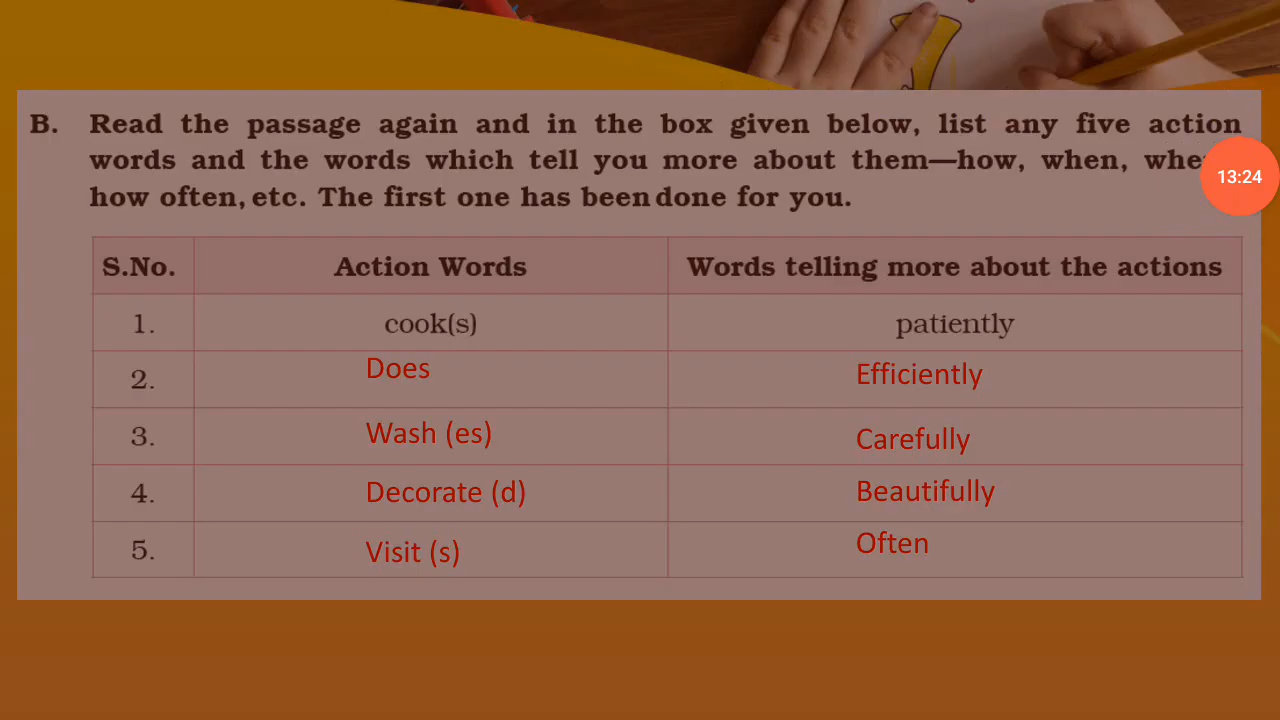 B. Read the passage again and in the box given below, list any five action
words and the words which tell you more about them—how, when,
how often, etc. The first one has been done for you.
13:24
S.No. Action Words Words telling more about the actions
1. cook(s) patiently
2. Does Efficiently
3. Wash (es) Carefully
4. Decorate (d) Beautifully
5. Visit (s) Often